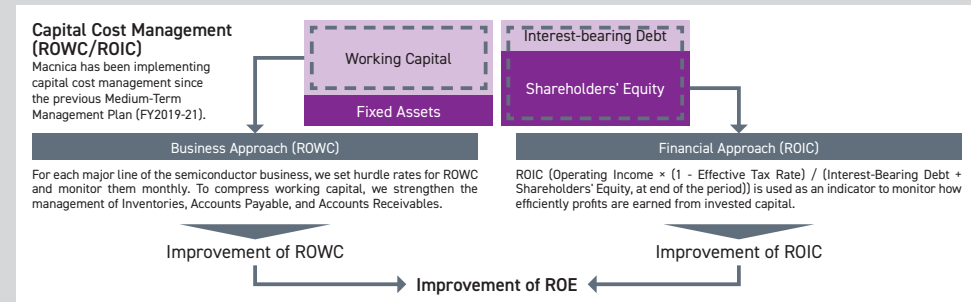 Capital Cost Management
(ROWC/ROIC)
Macnica has been implementing
capital cost management since
the previous Medium-Term
Management Plan (FY2019-21).
Working Capital
Fixed Assets
Interest-bearing Debt
Shareholders' Equity
Business Approach (ROWC)
For each major line of the semiconductor business, we set hurdle rates for ROWC
and monitor them monthly. To compress working capital, we strengthen the
management of Inventories, Accounts Payable, and Accounts Receivables.
Improvement of ROWC
Financial Approach (ROIC)
ROIC (Operating Income × (1 - Effective Tax Rate) / (Interest-Bearing Debt +
Shareholders' Equity, at end of the period)) is used as an indicator to monitor how
efficiently profits are earned from invested capital.
Improvement of ROIC
Improvement of ROE